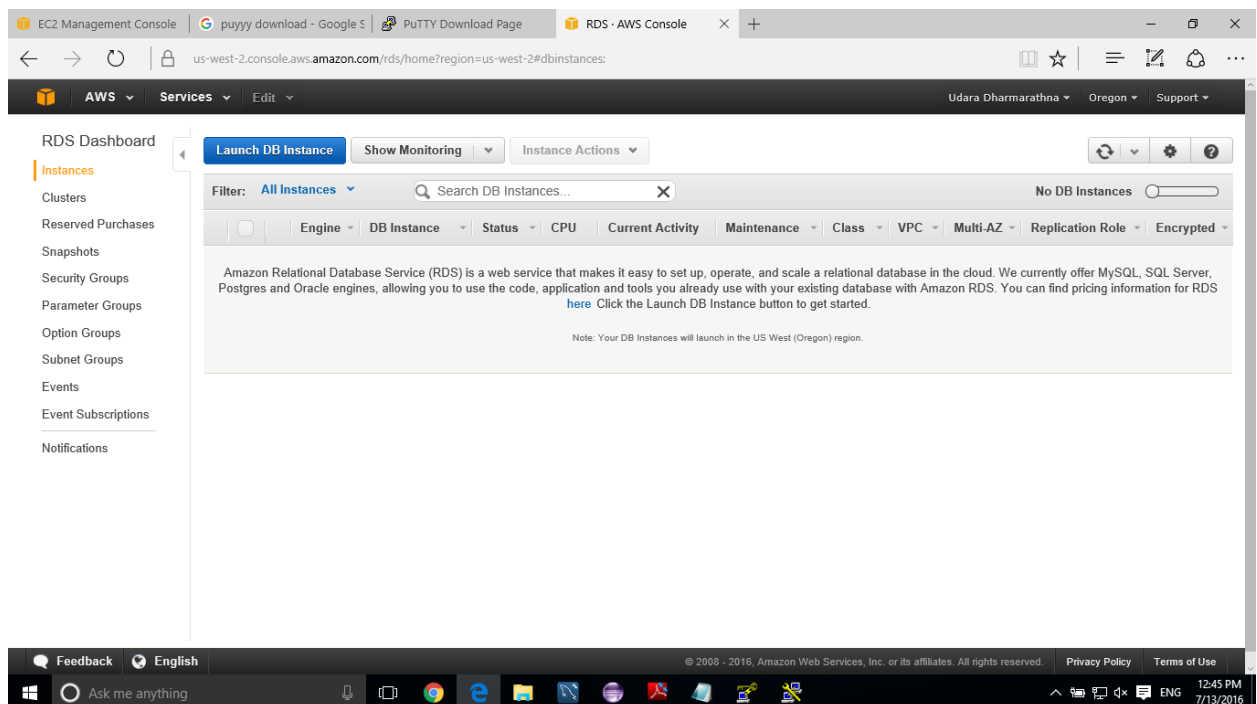 EC2 Management Console
puyyy download - Google S
PuTTY Download Page
RDS · AWS Console
us-west-2.console.aws.amazon.com/rds/home?region=us-west-2#dbinstances:
AWS Services Edit
Udara Dharmarathna Oregon Support
RDS Dashboard
Instances
Clusters
Reserved Purchases
Snapshots
Security Groups
Parameter Groups
Option Groups
Subnet Groups
Events
Event Subscriptions
Notifications
Launch DB Instance Show Monitoring Instance Actions
Filter: All Instances Search DB Instances... No DB Instances
Engine DB Instance Status CPU Current Activity Maintenance Class VPC Multi-AZ Replication Role Encrypted
Amazon Relational Database Service (RDS) is a web service that makes it easy to set up, operate, and scale a relational database in the cloud. We currently offer MySQL, SQL Server,
Postgres and Oracle engines, allowing you to use the code, application and tools you already use with your existing database with Amazon RDS. You can find pricing information for RDS
here Click the Launch DB Instance button to get started.
Note: Your DB Instances will launch in the US West (Oregon) region.
Feedback English
© 2008 - 2016, Amazon Web Services, Inc. or its affiliates. All rights reserved. Privacy Policy Terms of Use
Ask me anything
ENG
12:45 PM
7/13/2016